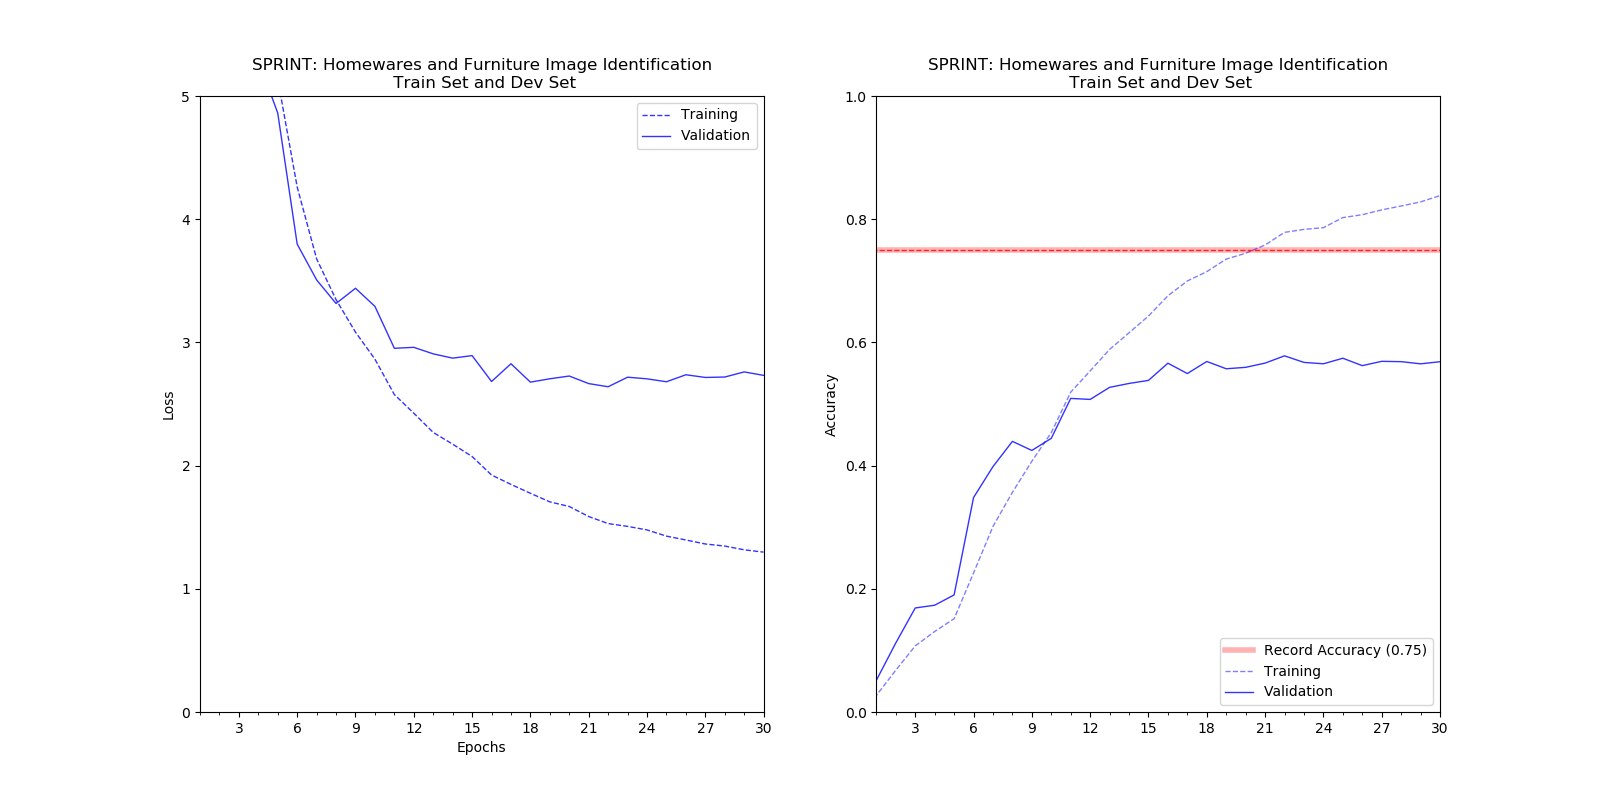 SPRINT: Homewares and Furniture Image Identification
Train Set and Dev Set
5
4
3
2
1
0
Loss
Training
Validation
3 6 9 12 15 18 21 24 27 30
Epochs
SPRINT: Homewares and Furniture Image Identification
Train Set and Dev Set
1.0
0.8
0.6
0.4
0.2
0.0
Accuracy
Record Accuracy (0.75)
Training
Validation
3 6 9 12 15 18 21 24 27 30